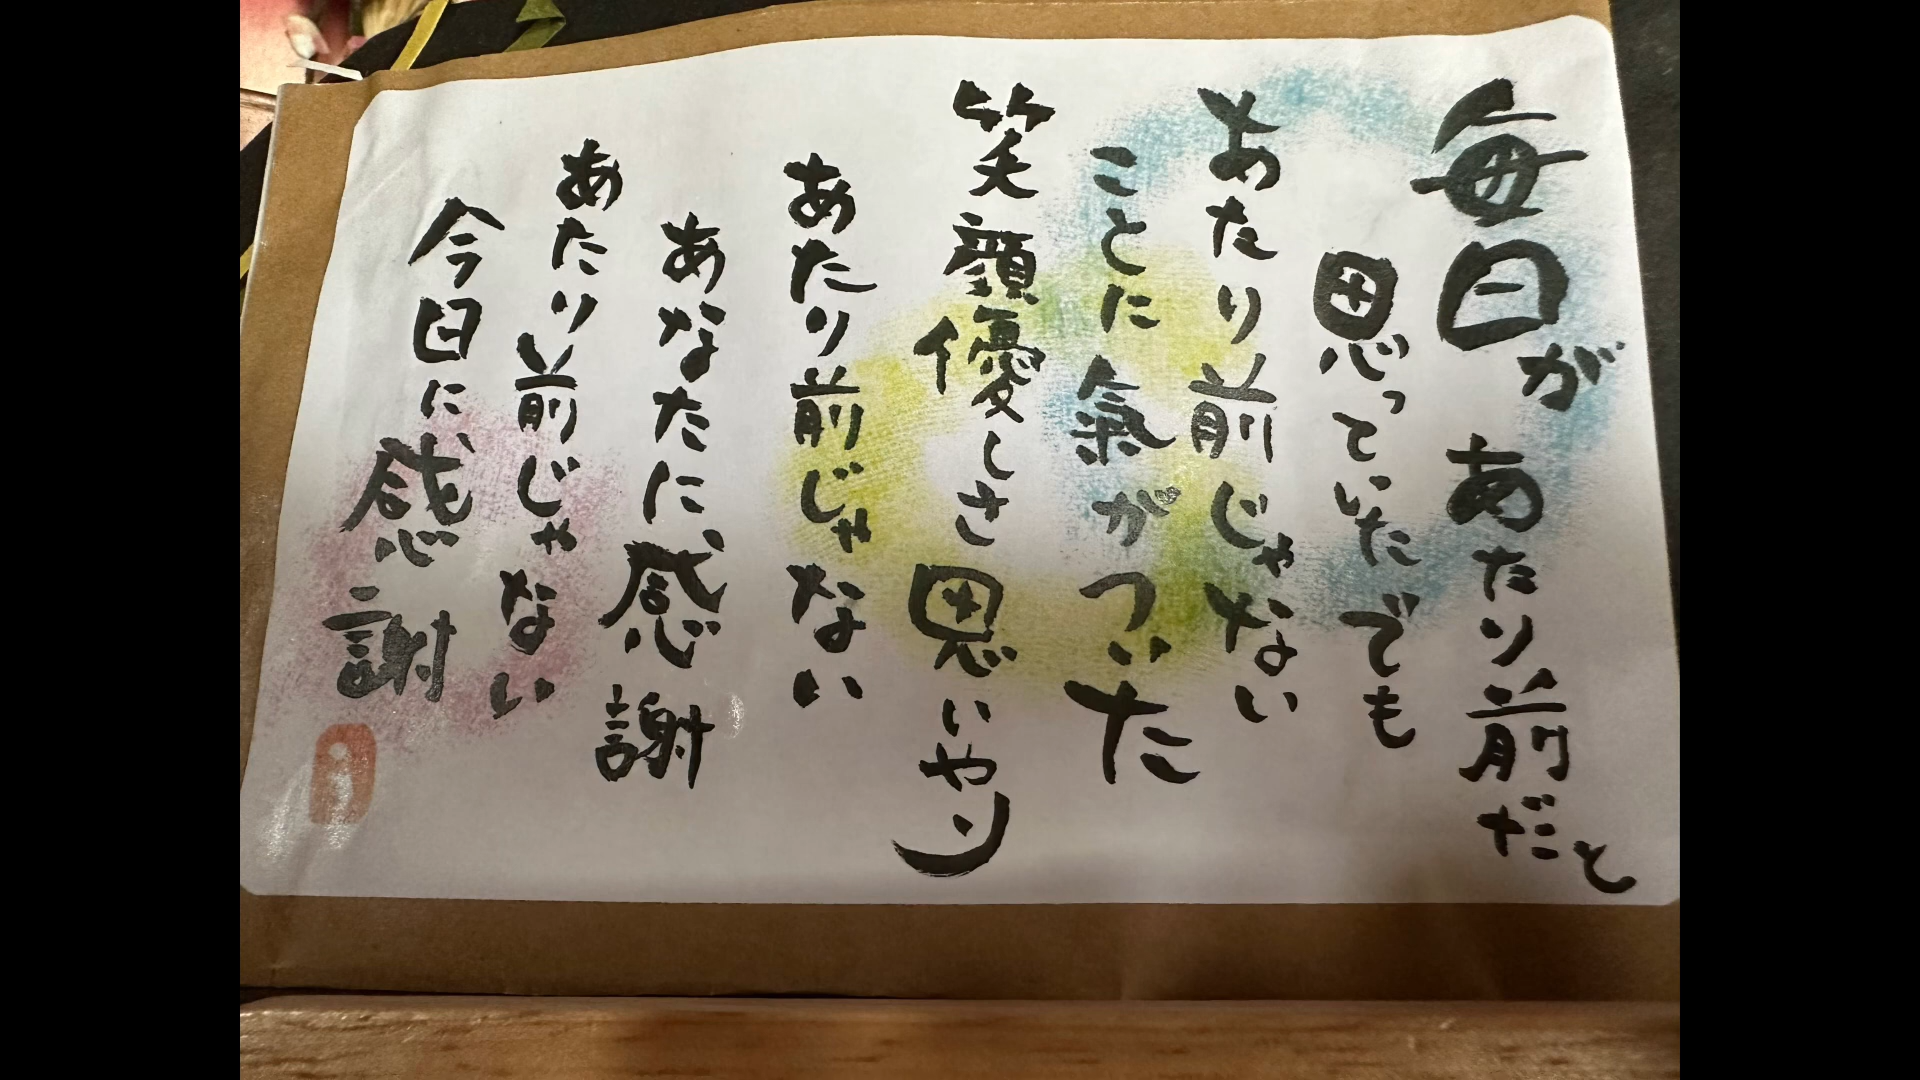 毎日があたり前だと
思っていたでも
あたり前じゃない
ことに氣がついた
笑顔優しさ思いやり
あたり前じゃない
あなたに感謝
あたり前じゃない
今日に感謝